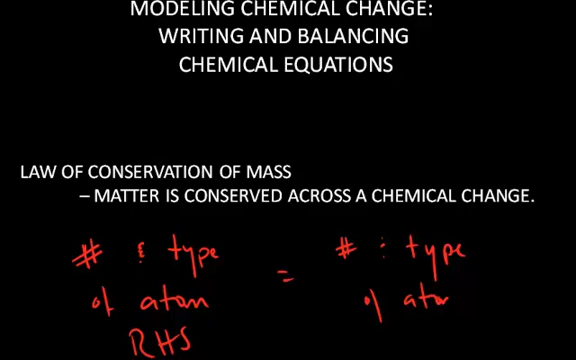 MODELING CHEMICAL CHANGE:
WRITING AND BALANCING
CHEMICAL EQUATIONS
LAW OF CONSERVATION OF MASS
– MATTER IS CONSERVED ACROSS A CHEMICAL CHANGE.
# & type = # : type
of atom of ator
RHS